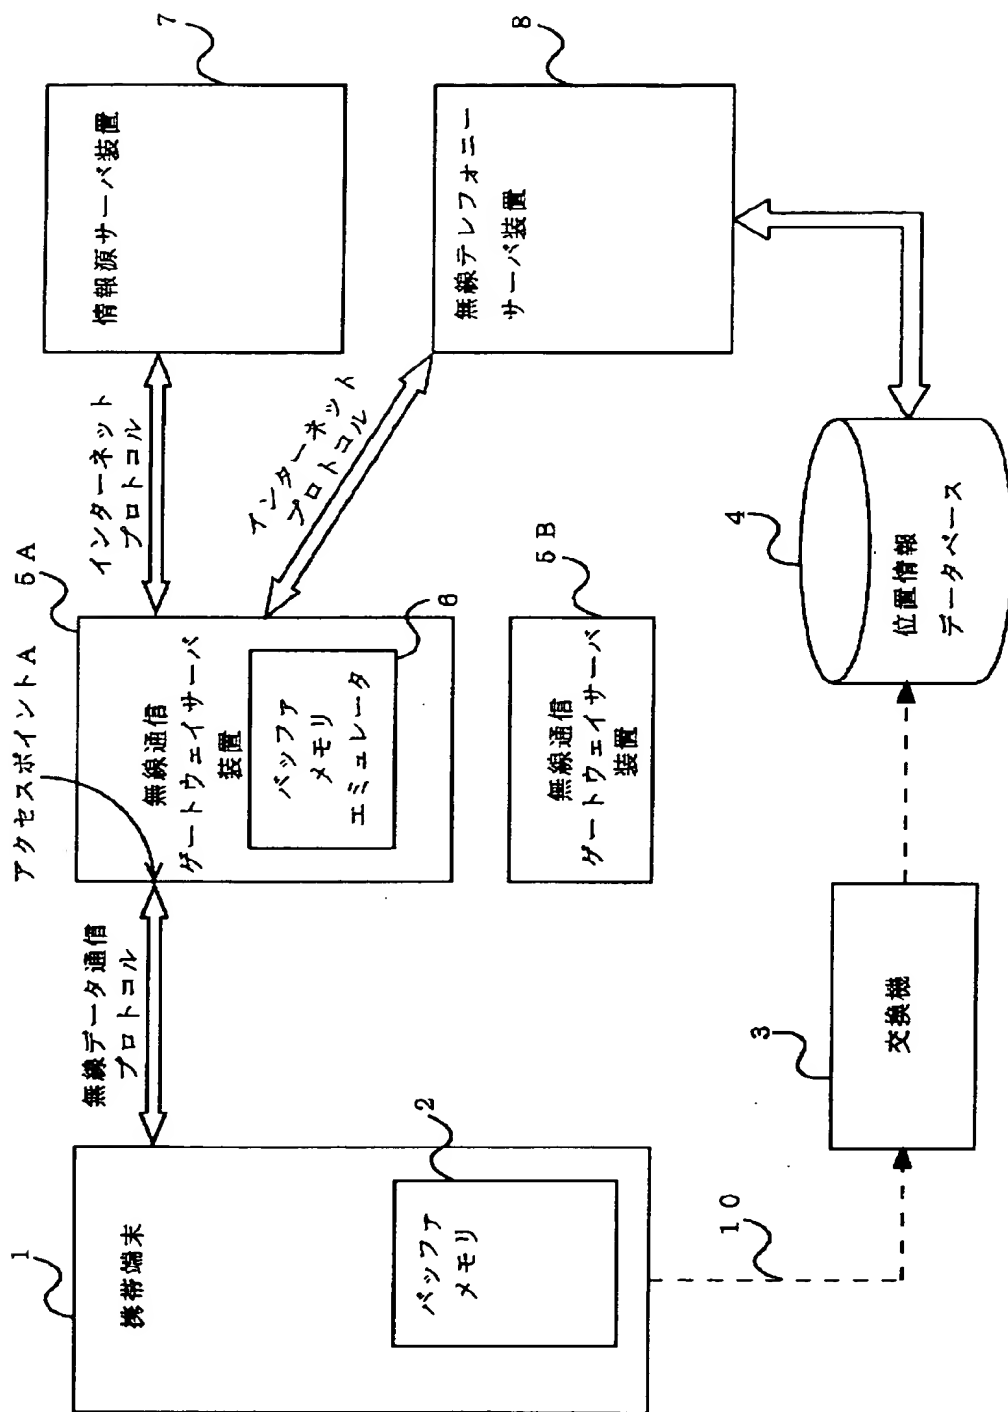 1
携帯端末
2
バッファ
メモリ
10
無線データ通信
プロトコル
アクセスポイントA
5A
無線通信
ゲートウェイサーバ
装置
バッファ
メモリ
エミュレータ
6
インターネット
プロトコル
7
情報源サーバ装置
インターネット
プロトコル
8
無線テレフォニー
サーバ装置
5B
無線通信
ゲートウェイサーバ
装置
3
交換機
4
位置情報
データベース